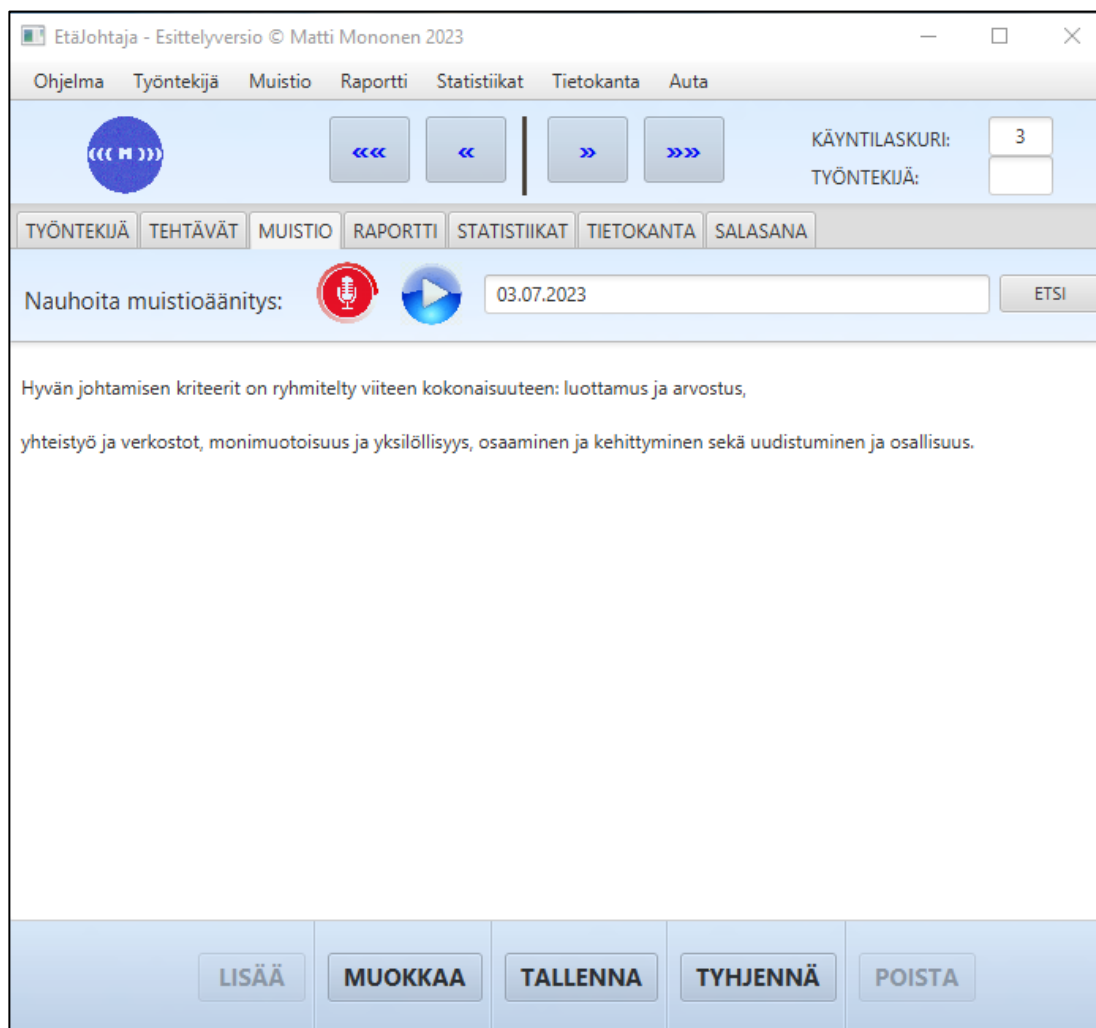 EtäJohtaja - Esittelyversio © Matti Mononen 2023
Ohjelma Työntekijä Muistio Raportti Statistiikat Tietokanta Auta
((( M ))) «« « » »» KÄYNTILASKURI: 3
TYÖNTEKIJÄ:
TYÖNTEKIJÄ TEHTÄVÄT MUISTIO RAPORTTI STATISTIIKAT TIETOKANTA SALASANA
Nauhoita muistioäänitys: 03.07.2023 ETSI
Hyvän johtamisen kriteerit on ryhmitelty viiteen kokonaisuuteen: luottamus ja arvostus,
yhteistyö ja verkostot, monimuotoisuus ja yksilöllisyys, osaaminen ja kehittyminen sekä uudistuminen ja osallisuus.
LISÄÄ MUOKKAA TALLENNA TYHJENNÄ POISTA